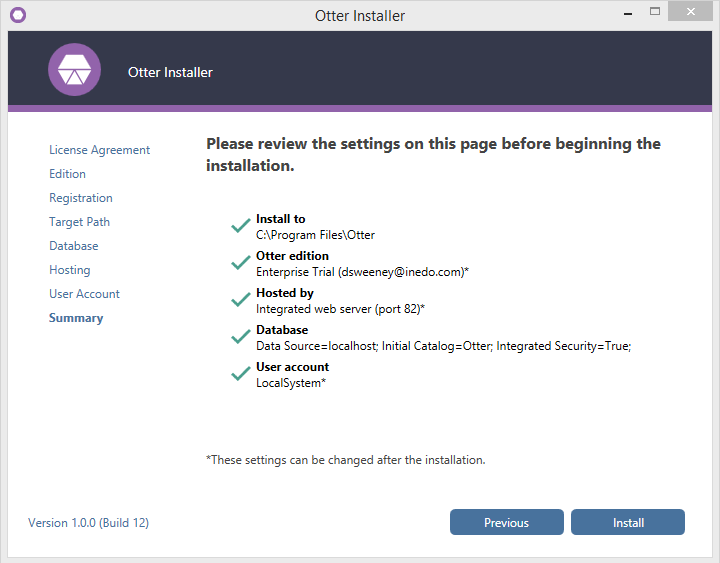 Otter Installer
Otter Installer
License Agreement
Edition
Registration
Target Path
Database
Hosting
User Account
Summary
Please review the settings on this page before beginning the
installation.
Install to
C:\Program Files\Otter
Otter edition
Enterprise Trial (dsweeney@inedo.com)*
Hosted by
Integrated web server (port 82)*
Database
Data Source=localhost; Initial Catalog=Otter; Integrated Security=True;
User account
LocalSystem*
*These settings can be changed after the installation.
Version 1.0.0 (Build 12)
Previous
Install